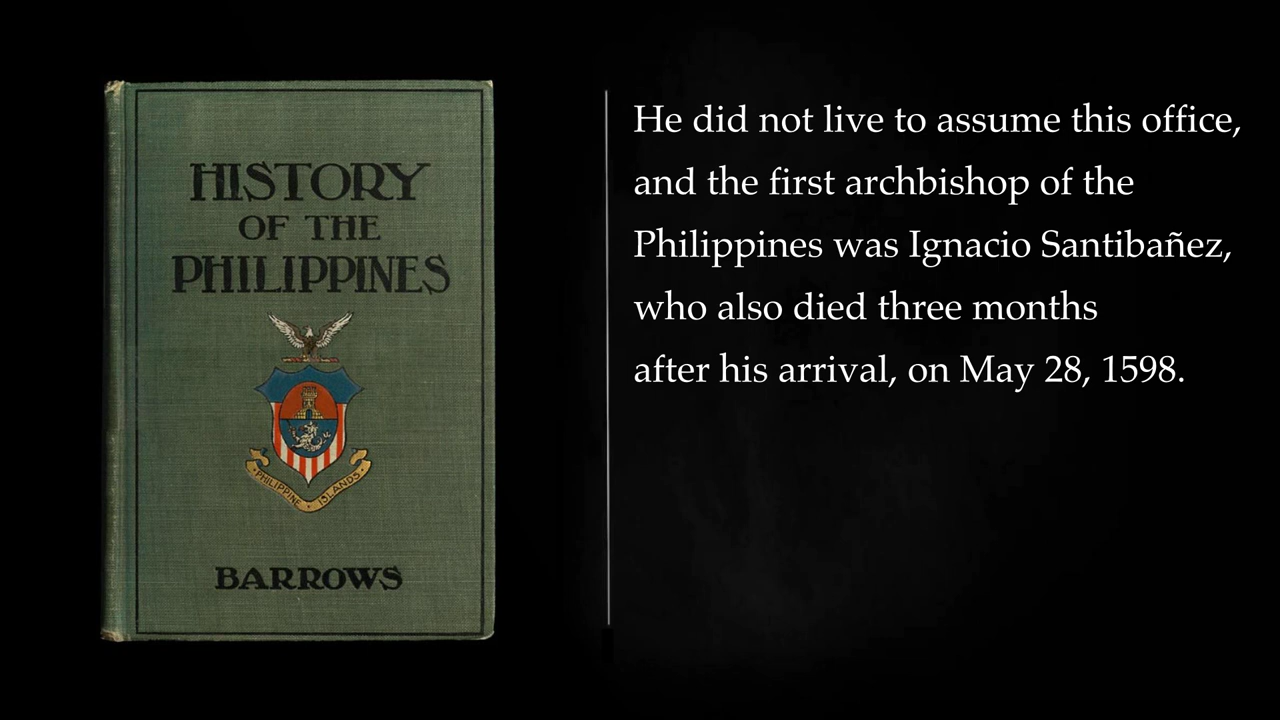 HISTORY
OF THE
PHILIPPINES
PHILIPPINE ISLANDS
BARROWS
He did not live to assume this office,
and the first archbishop of the
Philippines was Ignacio Santibañez,
who also died three months
after his arrival, on May 28, 1598.